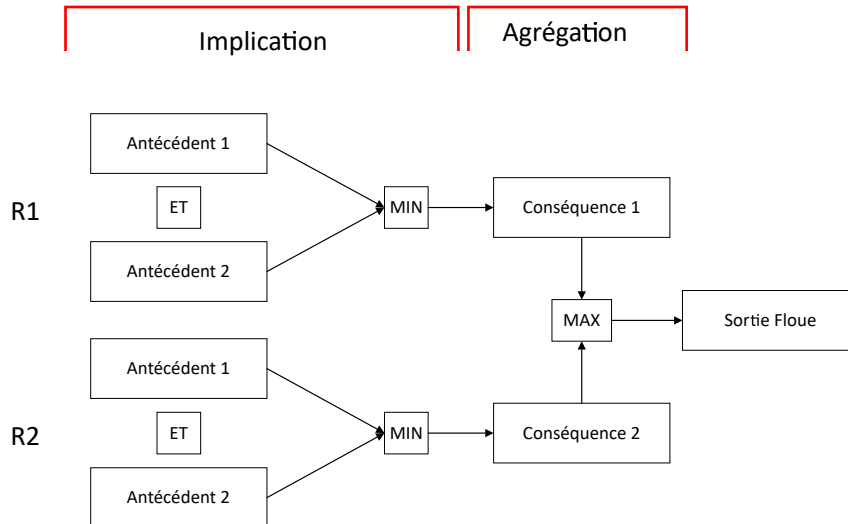 Implication
Agrégation
R1
Antécédent 1
ET
Antécédent 2
MIN
Conséquence 1
MAX
Sortie Floue
R2
Antécédent 1
ET
Antécédent 2
MIN
Conséquence 2